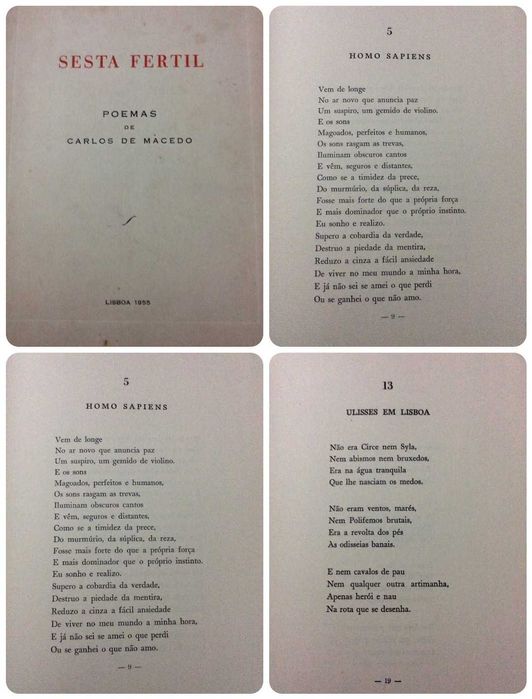 SESTA FERTIL
POEMAS
DE
CARLOS DE MACEDO
LISBOA 1955
5
HOMO SAPIENS
Vem de longe
No ar novo que anuncia paz
Um suspiro, um gemido de violino.
E os sons
Magoados, perfeitos e humanos,
Os sons rasgam as trevas,
Iluminam obscuros cantos
E vêm, seguros e distantes,
Como se a timidez da prece,
Do murmúrio, da súplica, da reza,
Fosse mais forte do que a própria força
E mais dominador que o próprio instinto.
Eu sonho e realizo.
Supero a cobardia da verdade,
Destruo a piedade da mentira,
Reduzo a cinza a fácil ansiedade
De viver no meu mundo a minha hora,
E já não sei se amei o que perdi
Ou se ganhei o que não amo.
— 9 —
5
HOMO SAPIENS
Vem de longe
No ar novo que anuncia paz
Um suspiro, um gemido de violino.
E os sons
Magoados, perfeitos e humanos,
Os sons rasgam as trevas,
Iluminam obscuros cantos
E vêm, seguros e distantes,
Como se a timidez da prece,
Do murmúrio, da súplica, da reza,
Fosse mais forte do que a própria força
E mais dominador que o próprio instinto.
Eu sonho e realizo.
Supero a cobardia da verdade,
Destruo a piedade da mentira,
Reduzo a cinza a fácil ansiedade
De viver no meu mundo a minha hora,
E já não sei se amei o que perdi
Ou se ganhei o que não amo.
— 9 —
13
ULISSES EM LISBOA
Não era Circe nem Syla,
Nem abismos nem bruxedos,
Era na água tranquila
Que lhe nasciam os medos.
Não eram ventos, marés,
Nem Polifemos brutais,
Era a revolta dos pés
Às odisseias banais.
E nem cavalos de pau
Nem qualquer outra artimanha,
Apenas herói e nau
Na rota que se desenha.
— 19 —